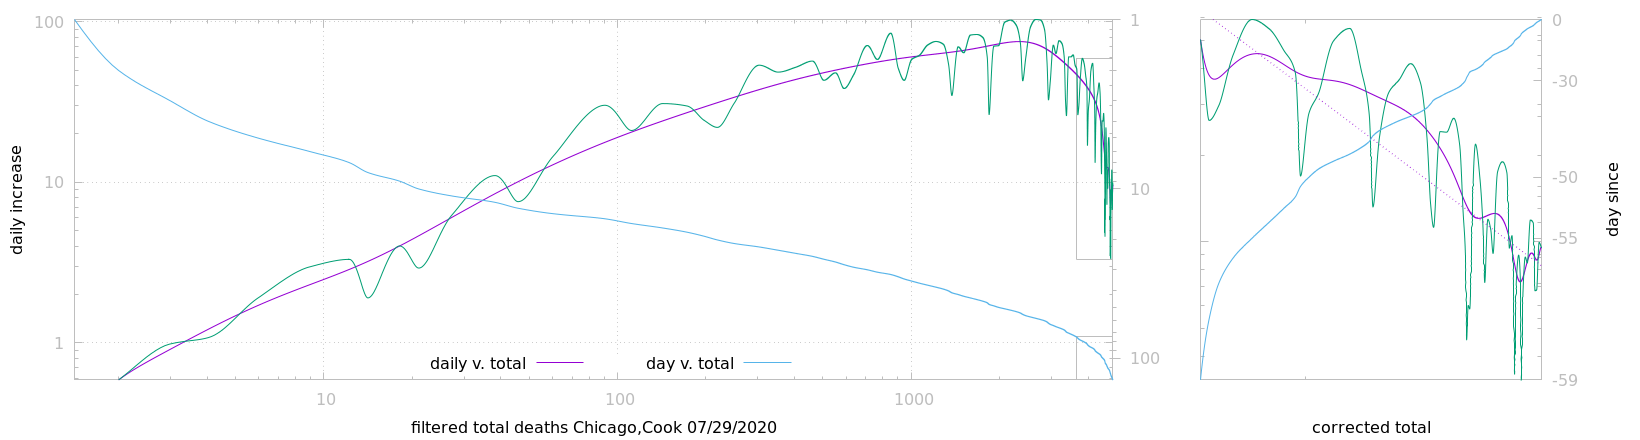 100
10
1
daily increase
10
100
1000
filtered total deaths Chicago,Cook 07/29/2020
daily v. total
day v. total
1
10
100
0
-30
-50
-55
-59
day since
corrected total